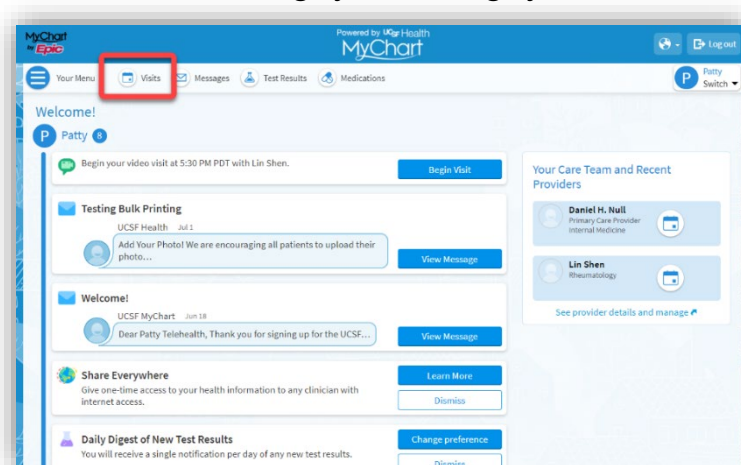 MyChart
by Epic
Powered by UCSF Health
MyChart
Logout
Your Menu
Visits
Messages
Test Results
Medications
P
Patty
Switch
Welcome!
P
Patty
8
Begin your video visit at 5:30 PM PDT with Lin Shen.
Begin Visit
Testing Bulk Printing
UCSF Health Jul 1
Add Your Photo! We are encouraging all patients to upload their
photo...
View Message
Welcome!
UCSF MyChart Jun 18
Dear Patty Telehealth, Thank you for signing up for the UCSF...
View Message
Share Everywhere
Give one-time access to your health information to any clinician with
internet access.
Learn More
Dismiss
Daily Digest of New Test Results
You will receive a single notification per day of any new test results.
Change preference
Dismiss
Your Care Team and Recent
Providers
Daniel H. Null
Primary Care Provider
Internal Medicine
Lin Shen
Rheumatology
See provider details and manage